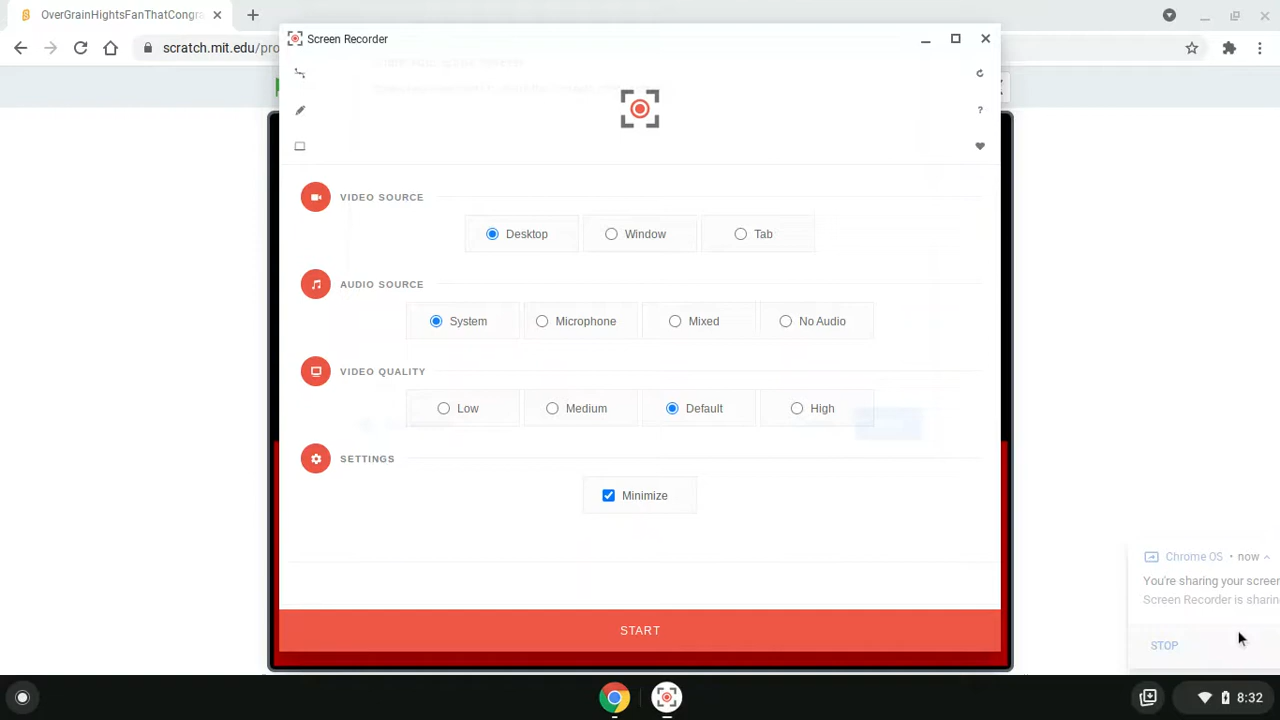 OverGrainHightsFanThatCongra
scratch.mit.edu/pro
Screen Recorder
?
VIDEO SOURCE
Desktop Window Tab
AUDIO SOURCE
System Microphone Mixed No Audio
VIDEO QUALITY
Low Medium Default High
SETTINGS
Minimize
START
Chrome OS • now
You're sharing your screen
Screen Recorder is sharin
STOP
8:32